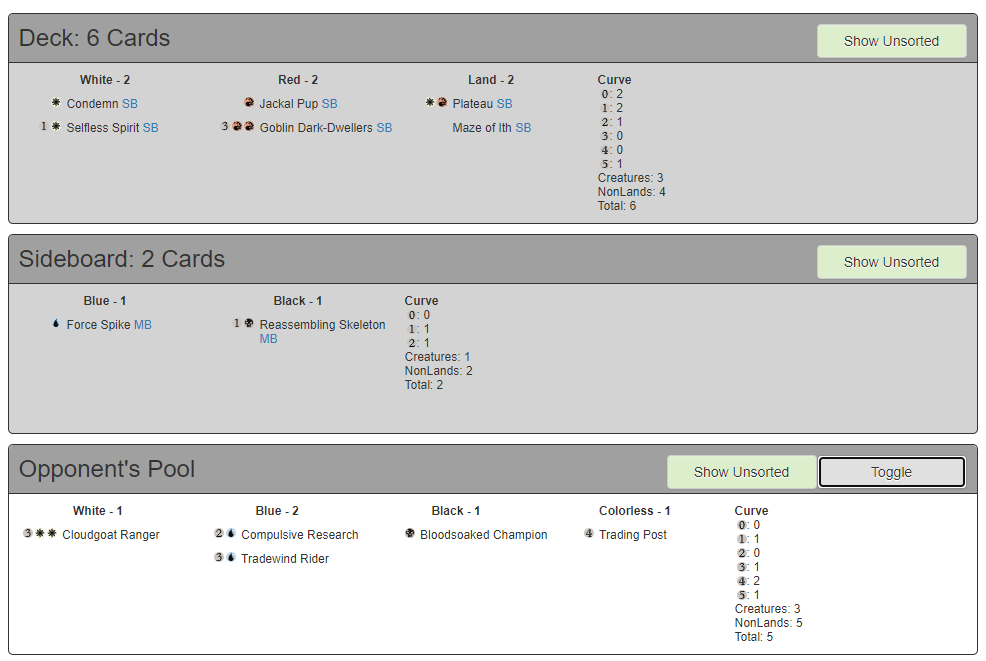 Deck: 6 Cards
Show Unsorted
White - 2
Condemn SB
1 Selfless Spirit SB
Red - 2
Jackal Pup SB
3 Goblin Dark-Dwellers SB
Land - 2
Plateau SB
Maze of Ith SB
Curve
0: 2
1: 2
2: 1
3: 0
4: 0
5: 1
Creatures: 3
NonLands: 4
Total: 6
Sideboard: 2 Cards
Show Unsorted
Blue - 1
Force Spike MB
Black - 1
1 Reassembling Skeleton
MB
Curve
0: 0
1: 1
2: 1
Creatures: 1
NonLands: 2
Total: 2
Opponent's Pool
Show Unsorted
Toggle
White - 1
3 Cloudgoat Ranger
Blue - 2
2 Compulsive Research
3 Tradewind Rider
Black - 1
Bloodsoaked Champion
Colorless - 1
4 Trading Post
Curve
0: 0
1: 1
2: 0
3: 1
4: 2
5: 1
Creatures: 3
NonLands: 5
Total: 5